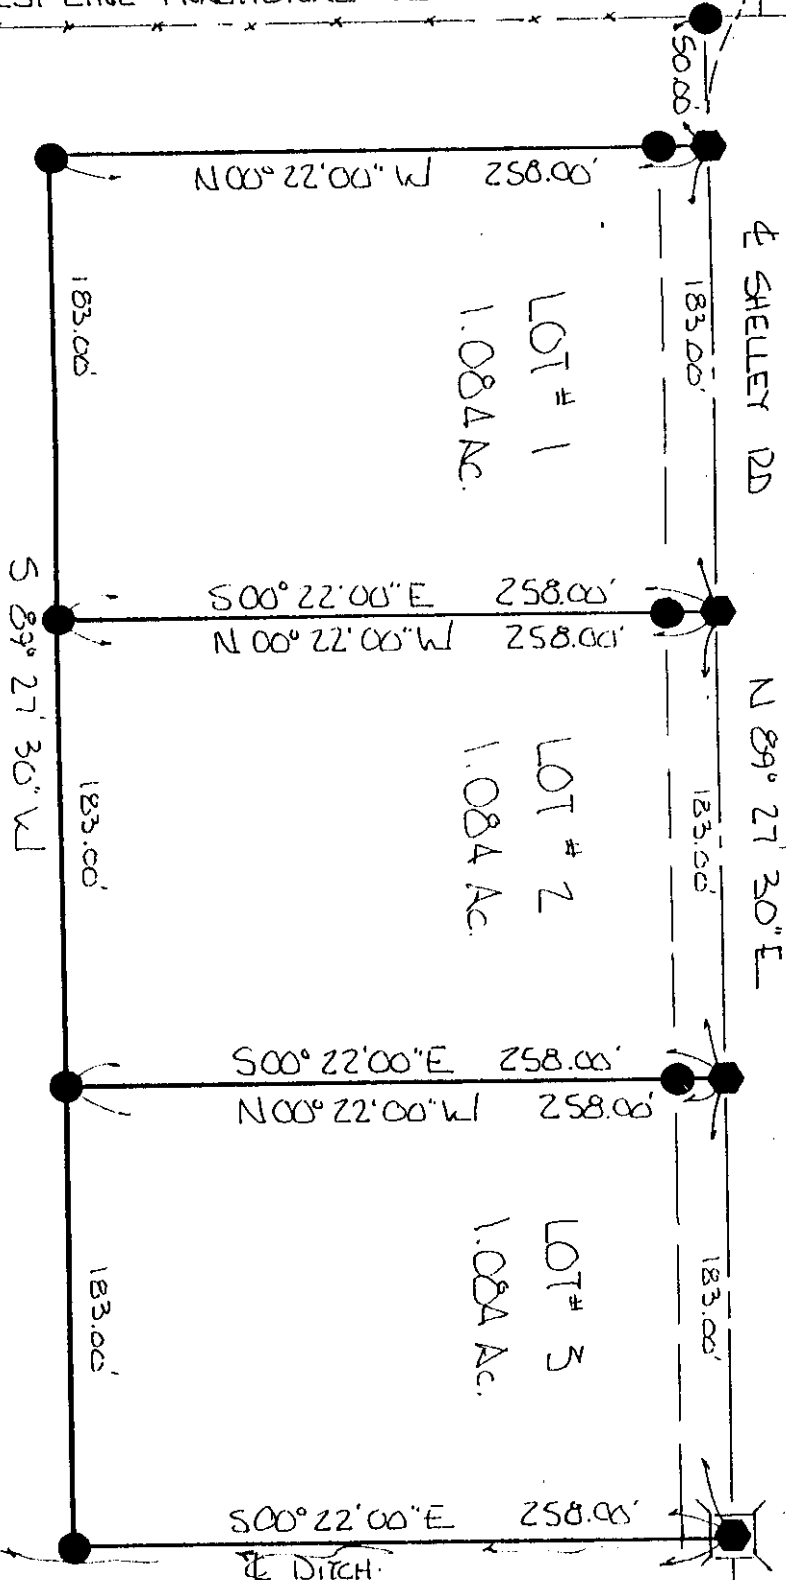 50.00'
N 00° 22' 00" W 258.00'
℄ SHELLEY RD
183.00'
183.00'
LOT # 1
1.084 Ac.
S 00° 22' 00" E 258.00'
N 00° 22' 00" W 258.00'
S 89° 27' 30" W
N 89° 27' 30" E
183.00'
183.00'
LOT # 2
1.084 Ac.
S 00° 22' 00" E 258.00'
N 00° 22' 00" W 258.00'
183.00'
183.00'
LOT # 3
1.084 Ac.
S 00° 22' 00" E 258.00'
℄ DITCH.